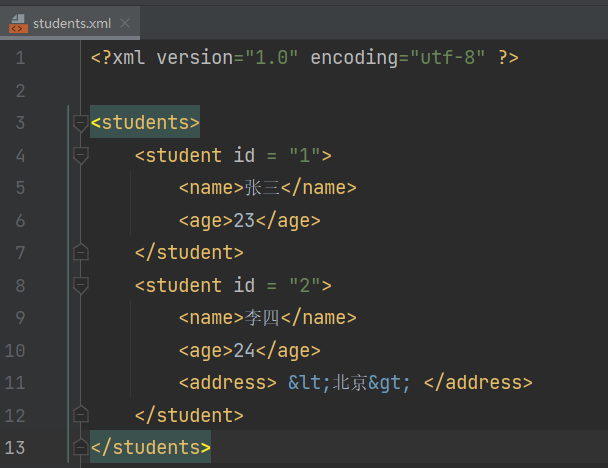 students.xml
1 <?xml version="1.0" encoding="utf-8" ?>
2
3 <students>
4     <student id = "1">
5         <name>张三</name>
6         <age>23</age>
7     </student>
8     <student id = "2">
9         <name>李四</name>
10         <age>24</age>
11         <address> &lt;北京&gt; </address>
12     </student>
13 </students>